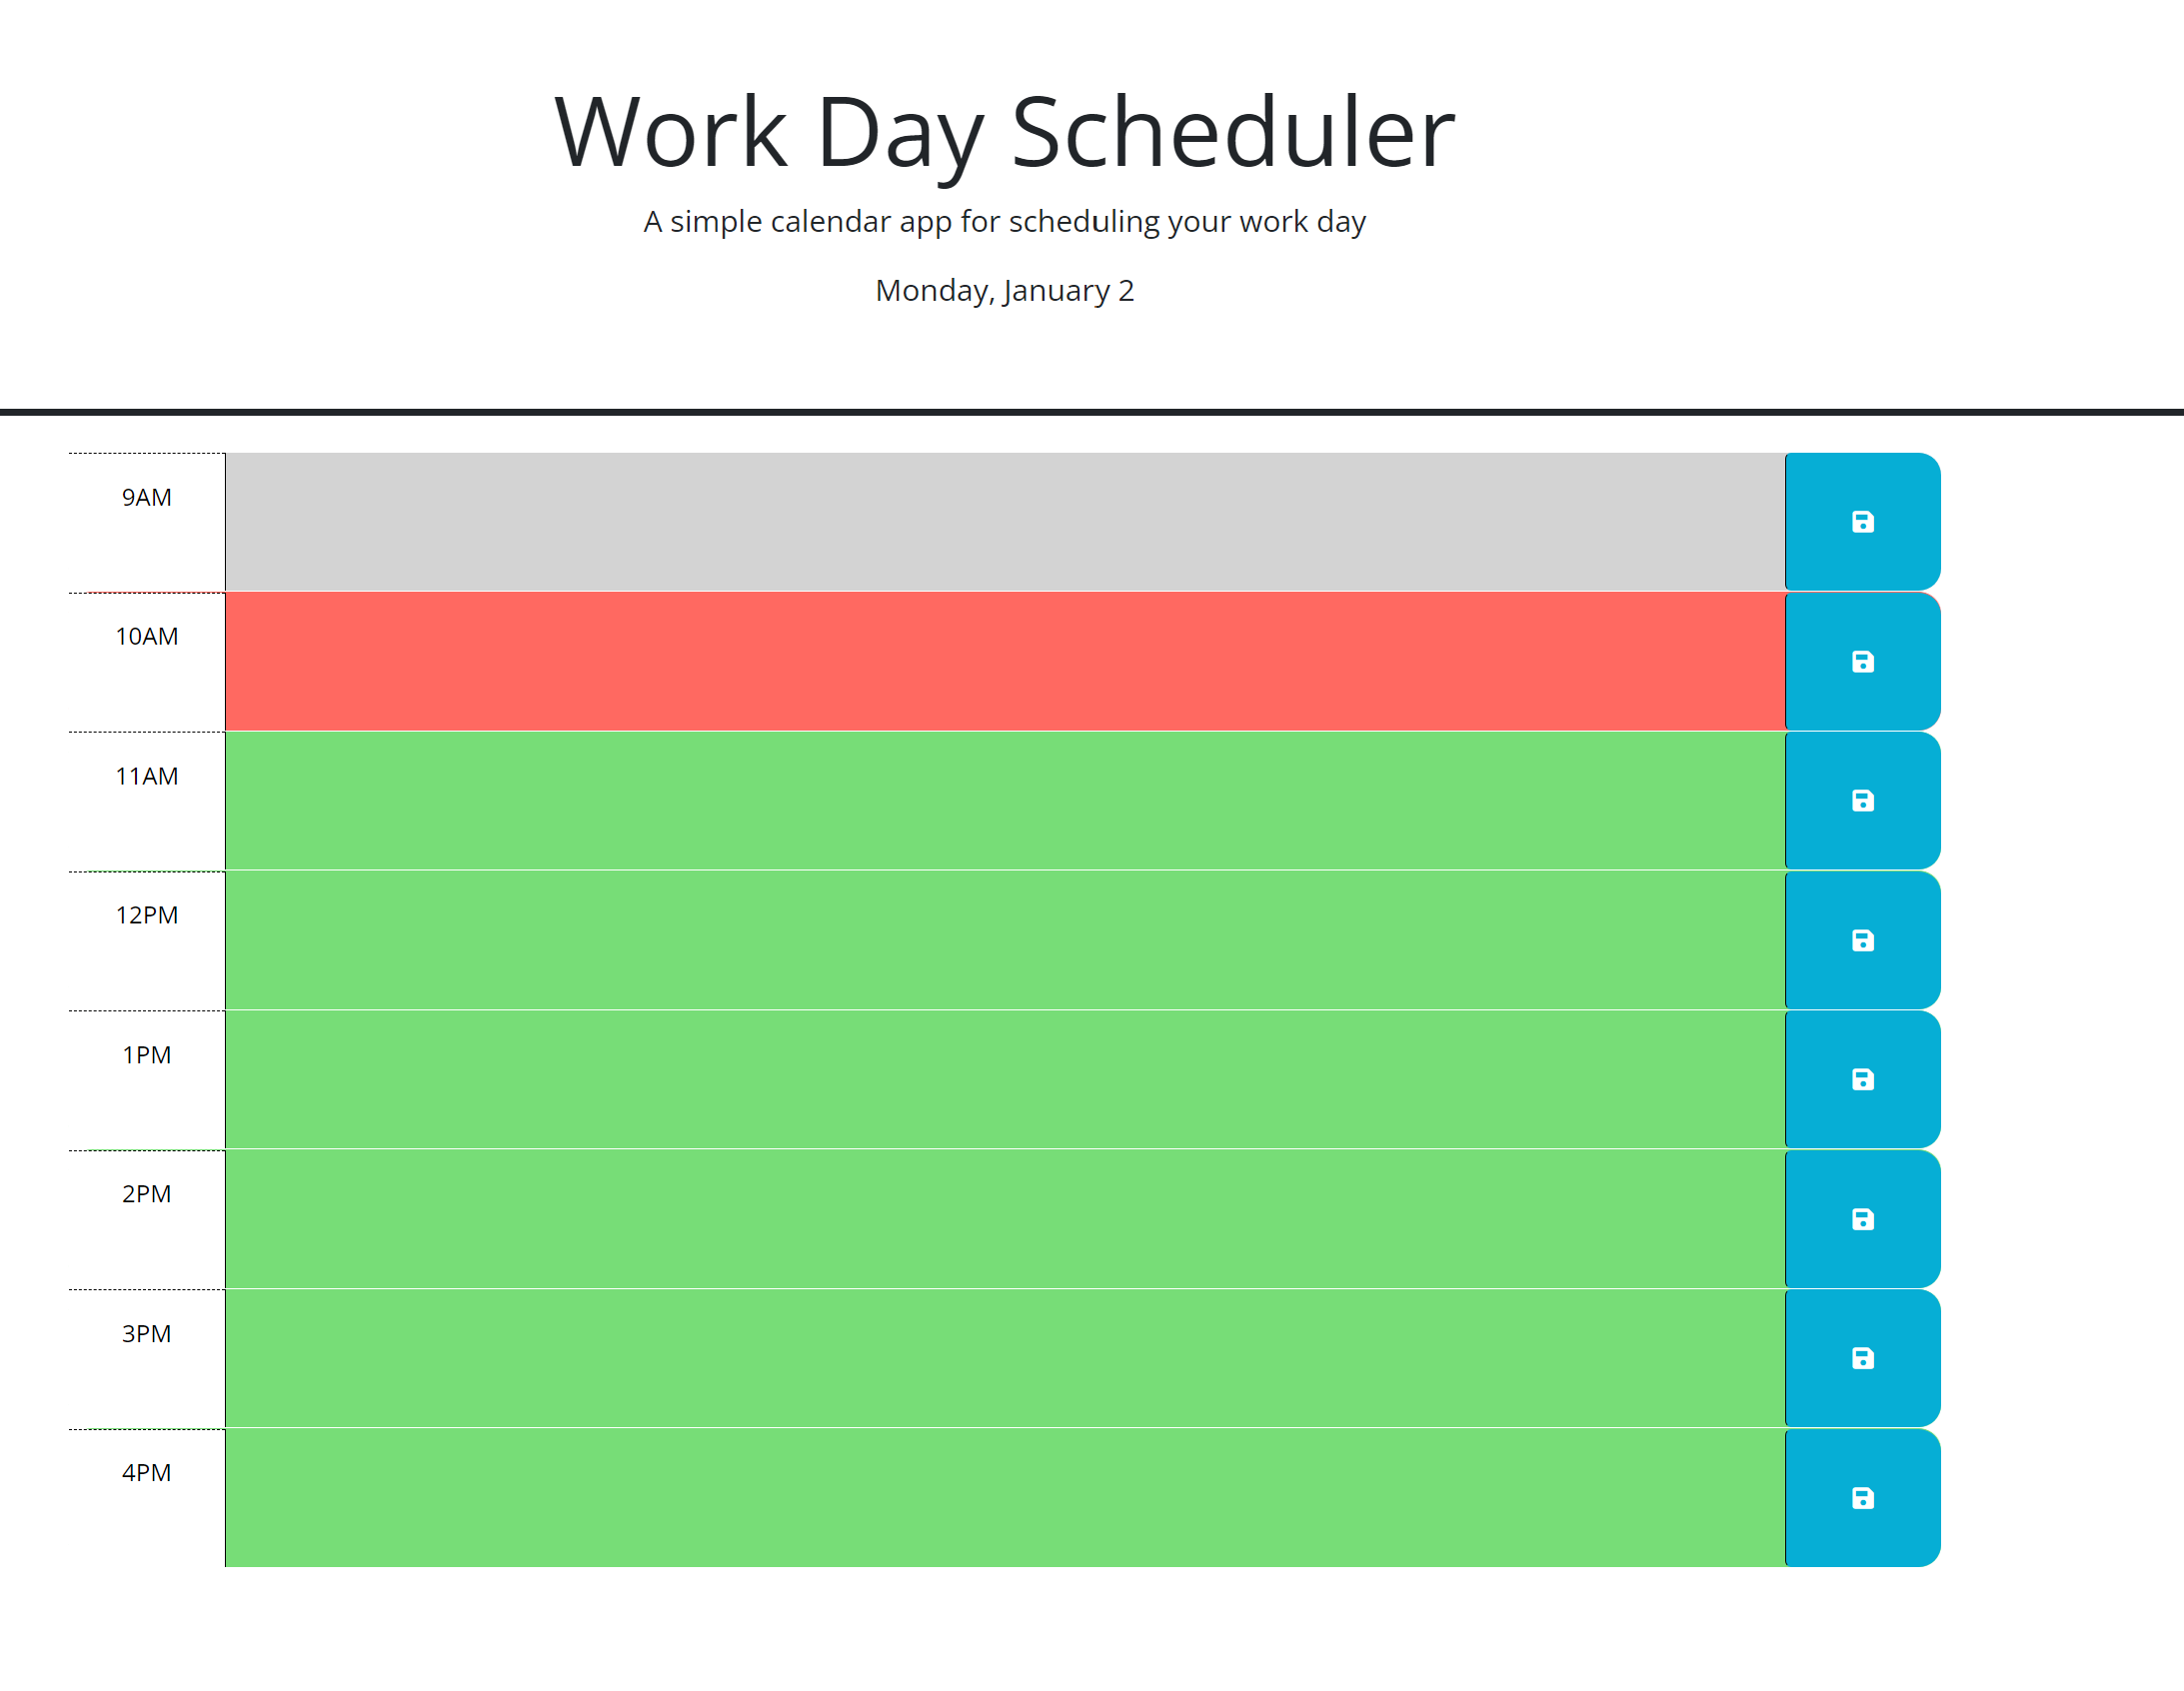 Work Day Scheduler
A simple calendar app for scheduling your work day
Monday, January 2
9AM
10AM
11AM
12PM
1PM
2PM
3PM
4PM